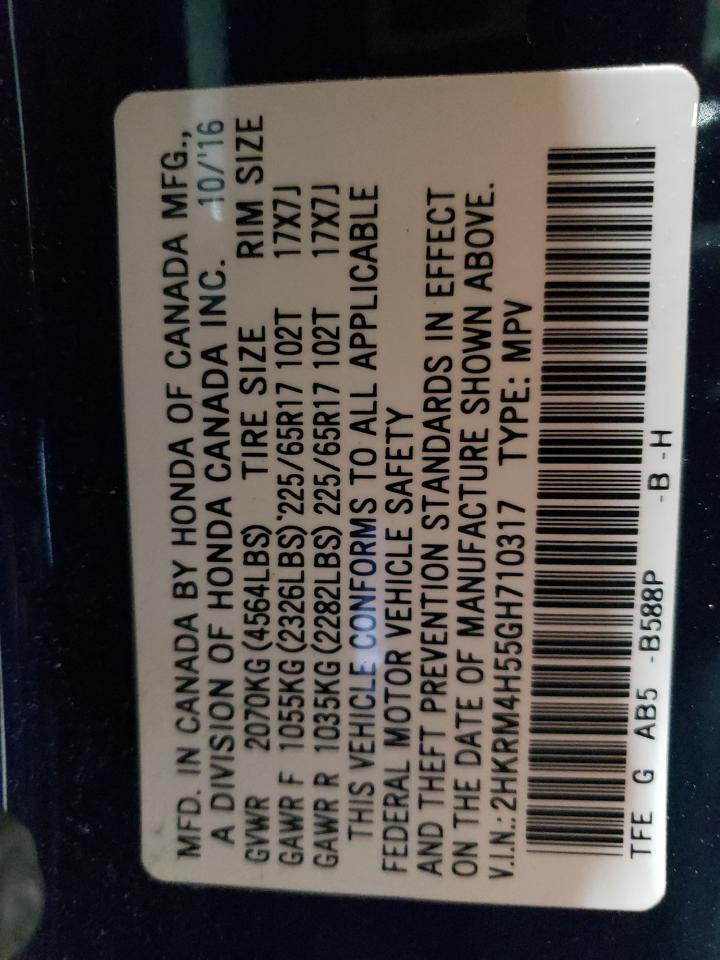 MFD. IN CANADA BY HONDA OF CANADA MFG.,
A DIVISION OF HONDA CANADA INC. 10/'16
GVWR 2070KG(4564LBS) TIRE SIZE RIM SIZE
GAWR F 1055KG(2326LBS) 225/65R17 102T 17X7J
GAWR R 1035KG(2282LBS) 225/65R17 102T 17X7J
THIS VEHICLE CONFORMS TO ALL APPLICABLE
FEDERAL MOTOR VEHICLE SAFETY
AND THEFT PREVENTION STANDARDS IN EFFECT
ON THE DATE OF MANUFACTURE SHOWN ABOVE.
V.I.N.:2HKRM4H55GH710317 TYPE: MPV
TFE G AB5 -B588P -B -H